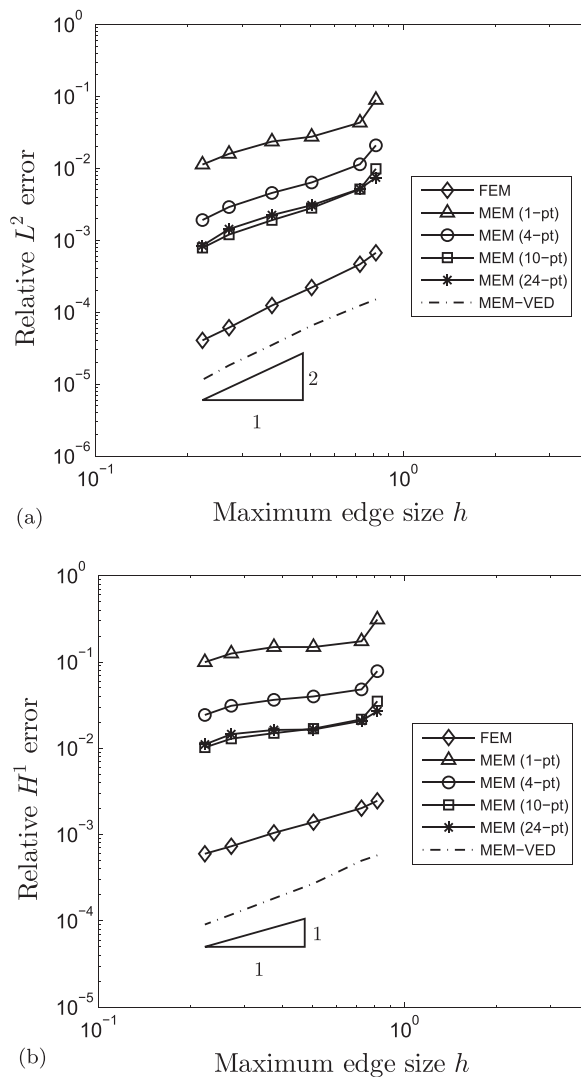 10^0
10^-1
10^-2
10^-3
10^-4
10^-5
10^-6
Relative L^2 error
FEM
MEM (1-pt)
MEM (4-pt)
MEM (10-pt)
MEM (24-pt)
MEM-VED
2
1
10^-1
10^0
(a)
Maximum edge size h
10^0
10^-1
10^-2
10^-3
10^-4
10^-5
Relative H^1 error
FEM
MEM (1-pt)
MEM (4-pt)
MEM (10-pt)
MEM (24-pt)
MEM-VED
1
1
10^-1
10^0
(b)
Maximum edge size h